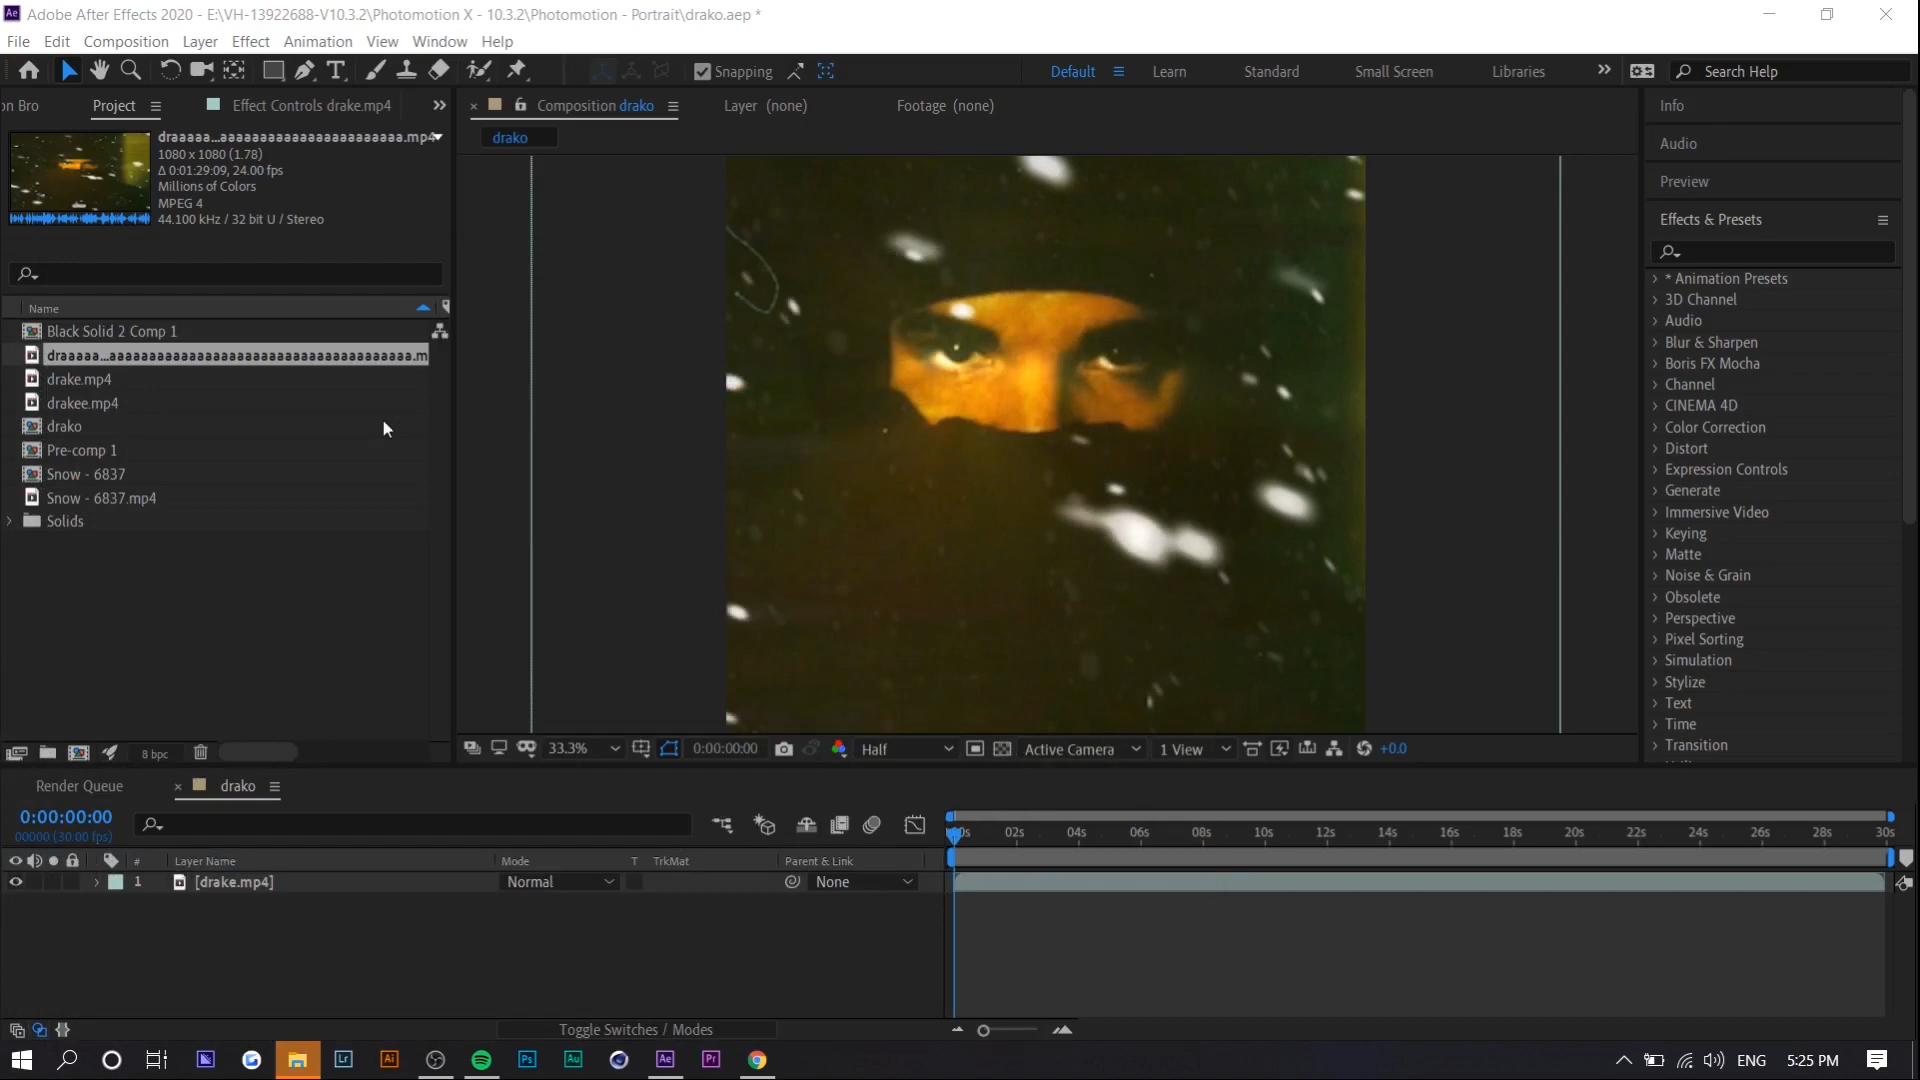 Adobe After Effects 2020 - E:\VH-13922688-V10.3.2\Photomotion X - 10.3.2\Photomotion - Portrait\drako.aep *
File Edit Composition Layer Effect Animation View Window Help
Snapping Default Learn Standard Small Screen Libraries Search Help
on Bro Project Effect Controls drake.mp4
Composition drako Layer (none) Footage (none)
drako
draaaaa...aaaaaaaaaaaaaaaaaaaaaaa.mp4
1080 x 1080 (1.78)
Δ 0:01:29:09, 24.00 fps
Millions of Colors
MPEG 4
44.100 kHz / 32 bit U / Stereo
Name
Black Solid 2 Comp 1
draaaaa...aaaaaaaaaaaaaaaaaaaaaaaaaaaaaaaaaaaaaa.m
drake.mp4
drakee.mp4
drako
Pre-comp 1
Snow - 6837
Snow - 6837.mp4
Solids
8 bpc
33.3% 0:00:00:00 Half Active Camera 1 View +0.0
Info
Audio
Preview
Effects & Presets
* Animation Presets
3D Channel
Audio
Blur & Sharpen
Boris FX Mocha
Channel
CINEMA 4D
Color Correction
Distort
Expression Controls
Generate
Immersive Video
Keying
Matte
Noise & Grain
Obsolete
Perspective
Pixel Sorting
Simulation
Stylize
Text
Time
Transition
Render Queue drako
0:00:00:00
00000 (30.00 fps)
02s 04s 06s 08s 10s 12s 14s 16s 18s 20s 22s 24s 26s 28s 30s
# Layer Name Mode T TrkMat Parent & Link
1 [drake.mp4] Normal None
Toggle Switches / Modes
Lr Ai Ps Au Ae Pr ENG 5:25 PM